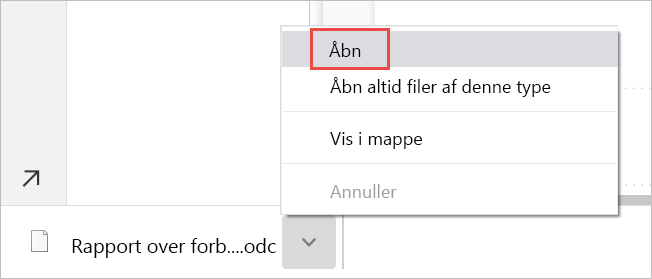 Åbn
Åbn altid filer af denne type
Vis i mappe
Annuller
Rapport over forb....odc